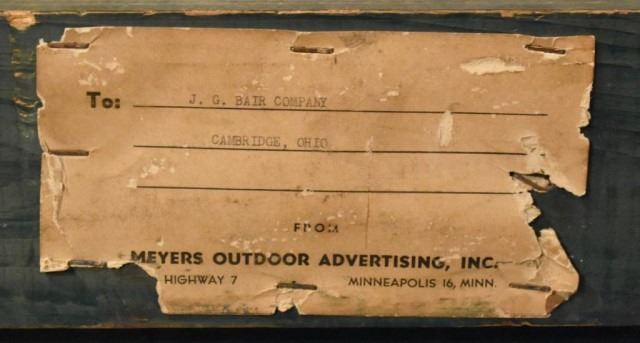 To: J. G. BAIR COMPANY
CAMBRIDGE, OHIO
FROM
MEYERS OUTDOOR ADVERTISING, INC.
HIGHWAY 7 MINNEAPOLIS 16, MINN.